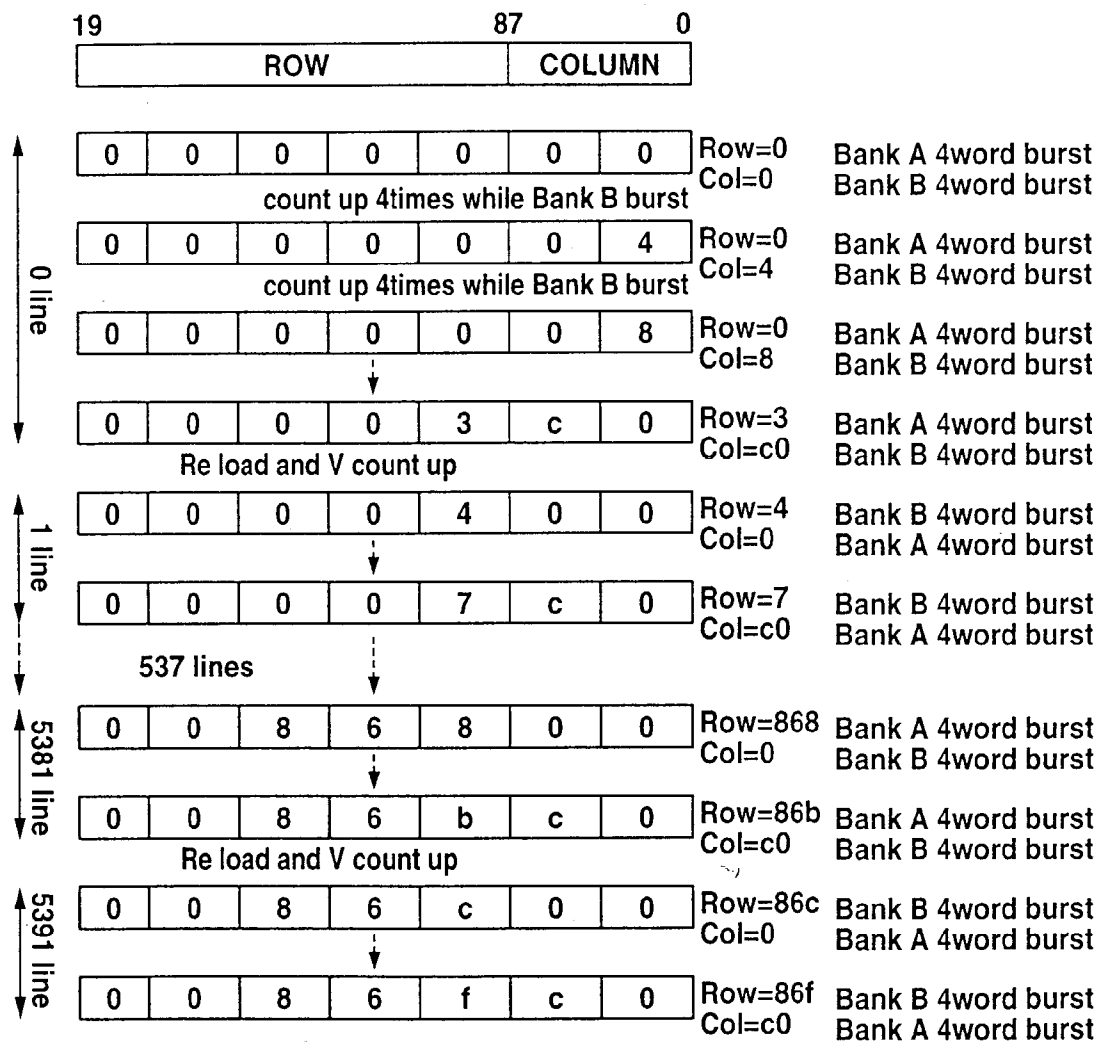 19 87 0
ROW COLUMN
0 0 0 0 0 0 0 Row=0 Bank A 4word burst
Col=0 Bank B 4word burst
count up 4times while Bank B burst
0 0 0 0 0 0 4 Row=0 Bank A 4word burst
Col=4 Bank B 4word burst
count up 4times while Bank B burst
0 0 0 0 0 0 8 Row=0 Bank A 4word burst
Col=8 Bank B 4word burst
0 line
0 0 0 0 3 c 0 Row=3 Bank A 4word burst
Col=c0 Bank B 4word burst
Re load and V count up
0 0 0 0 4 0 0 Row=4 Bank B 4word burst
Col=0 Bank A 4word burst
1 line
0 0 0 0 7 c 0 Row=7 Bank B 4word burst
Col=c0 Bank A 4word burst
537 lines
0 0 8 6 8 0 0 Row=868 Bank A 4word burst
Col=0 Bank B 4word burst
5381 line
0 0 8 6 b c 0 Row=86b Bank A 4word burst
Col=c0 Bank B 4word burst
Re load and V count up
0 0 8 6 c 0 0 Row=86c Bank B 4word burst
Col=0 Bank A 4word burst
5391 line
0 0 8 6 f c 0 Row=86f Bank B 4word burst
Col=c0 Bank A 4word burst